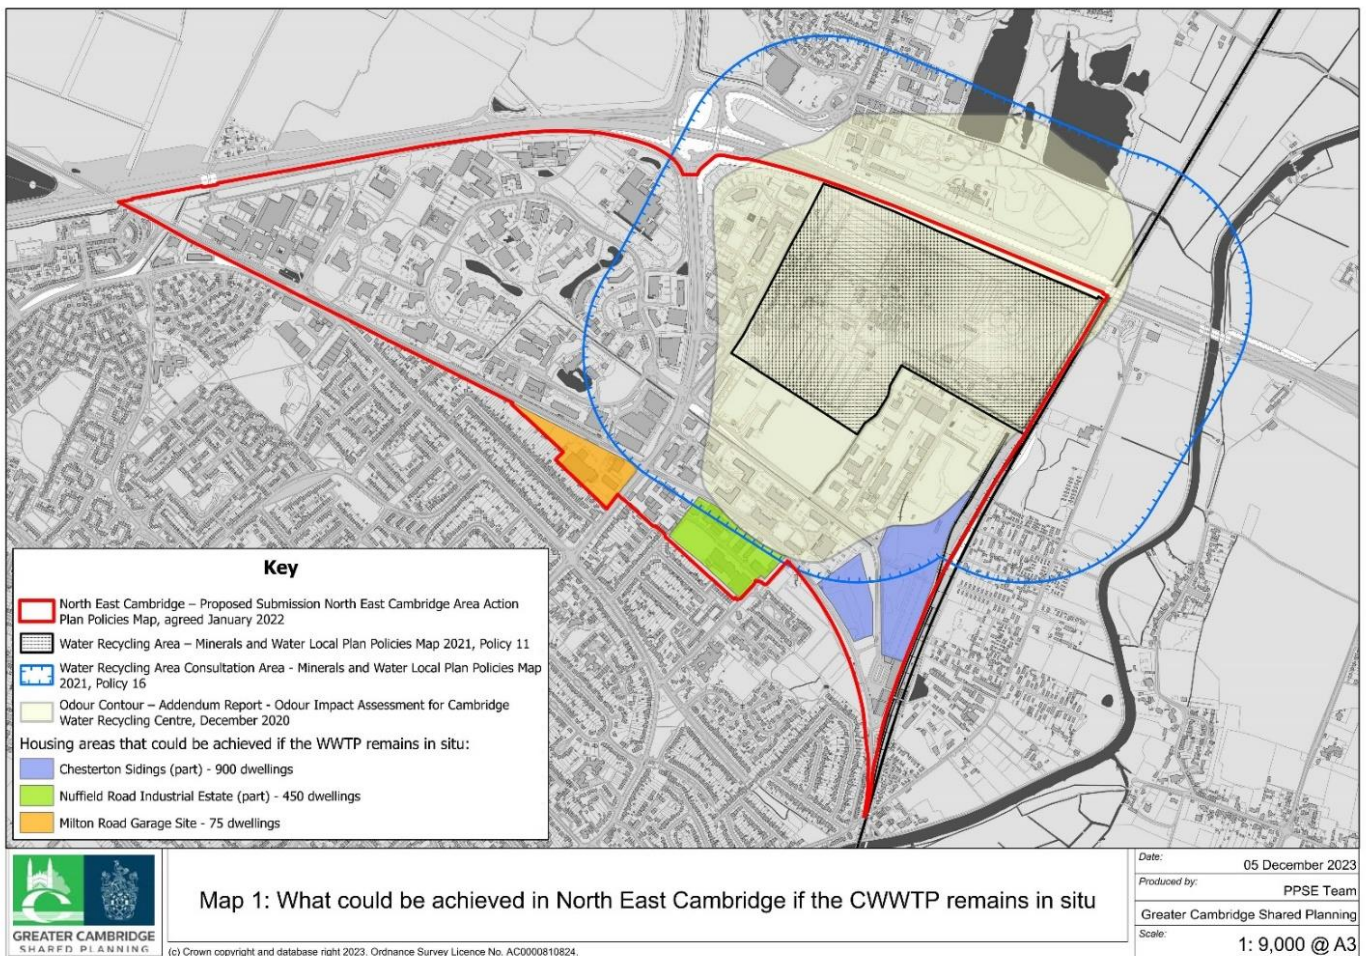 Key
North East Cambridge – Proposed Submission North East Cambridge Area Action
Plan Policies Map, agreed January 2022
Water Recycling Area – Minerals and Water Local Plan Policies Map 2021, Policy 11
Water Recycling Area Consultation Area - Minerals and Water Local Plan Policies Map
2021, Policy 16
Odour Contour – Addendum Report - Odour Impact Assessment for Cambridge
Water Recycling Centre, December 2020
Housing areas that could be achieved if the WWTP remains in situ:
Chesterton Sidings (part) - 900 dwellings
Nuffield Road Industrial Estate (part) - 450 dwellings
Milton Road Garage Site - 75 dwellings
GREATER CAMBRIDGE
SHARED PLANNING
Map 1: What could be achieved in North East Cambridge if the CWWTP remains in situ
(c) Crown copyright and database right 2023. Ordnance Survey Licence No. AC0000810824.
Date:
05 December 2023
Produced by:
PPSE Team
Greater Cambridge Shared Planning
Scale:
1: 9,000 @ A3